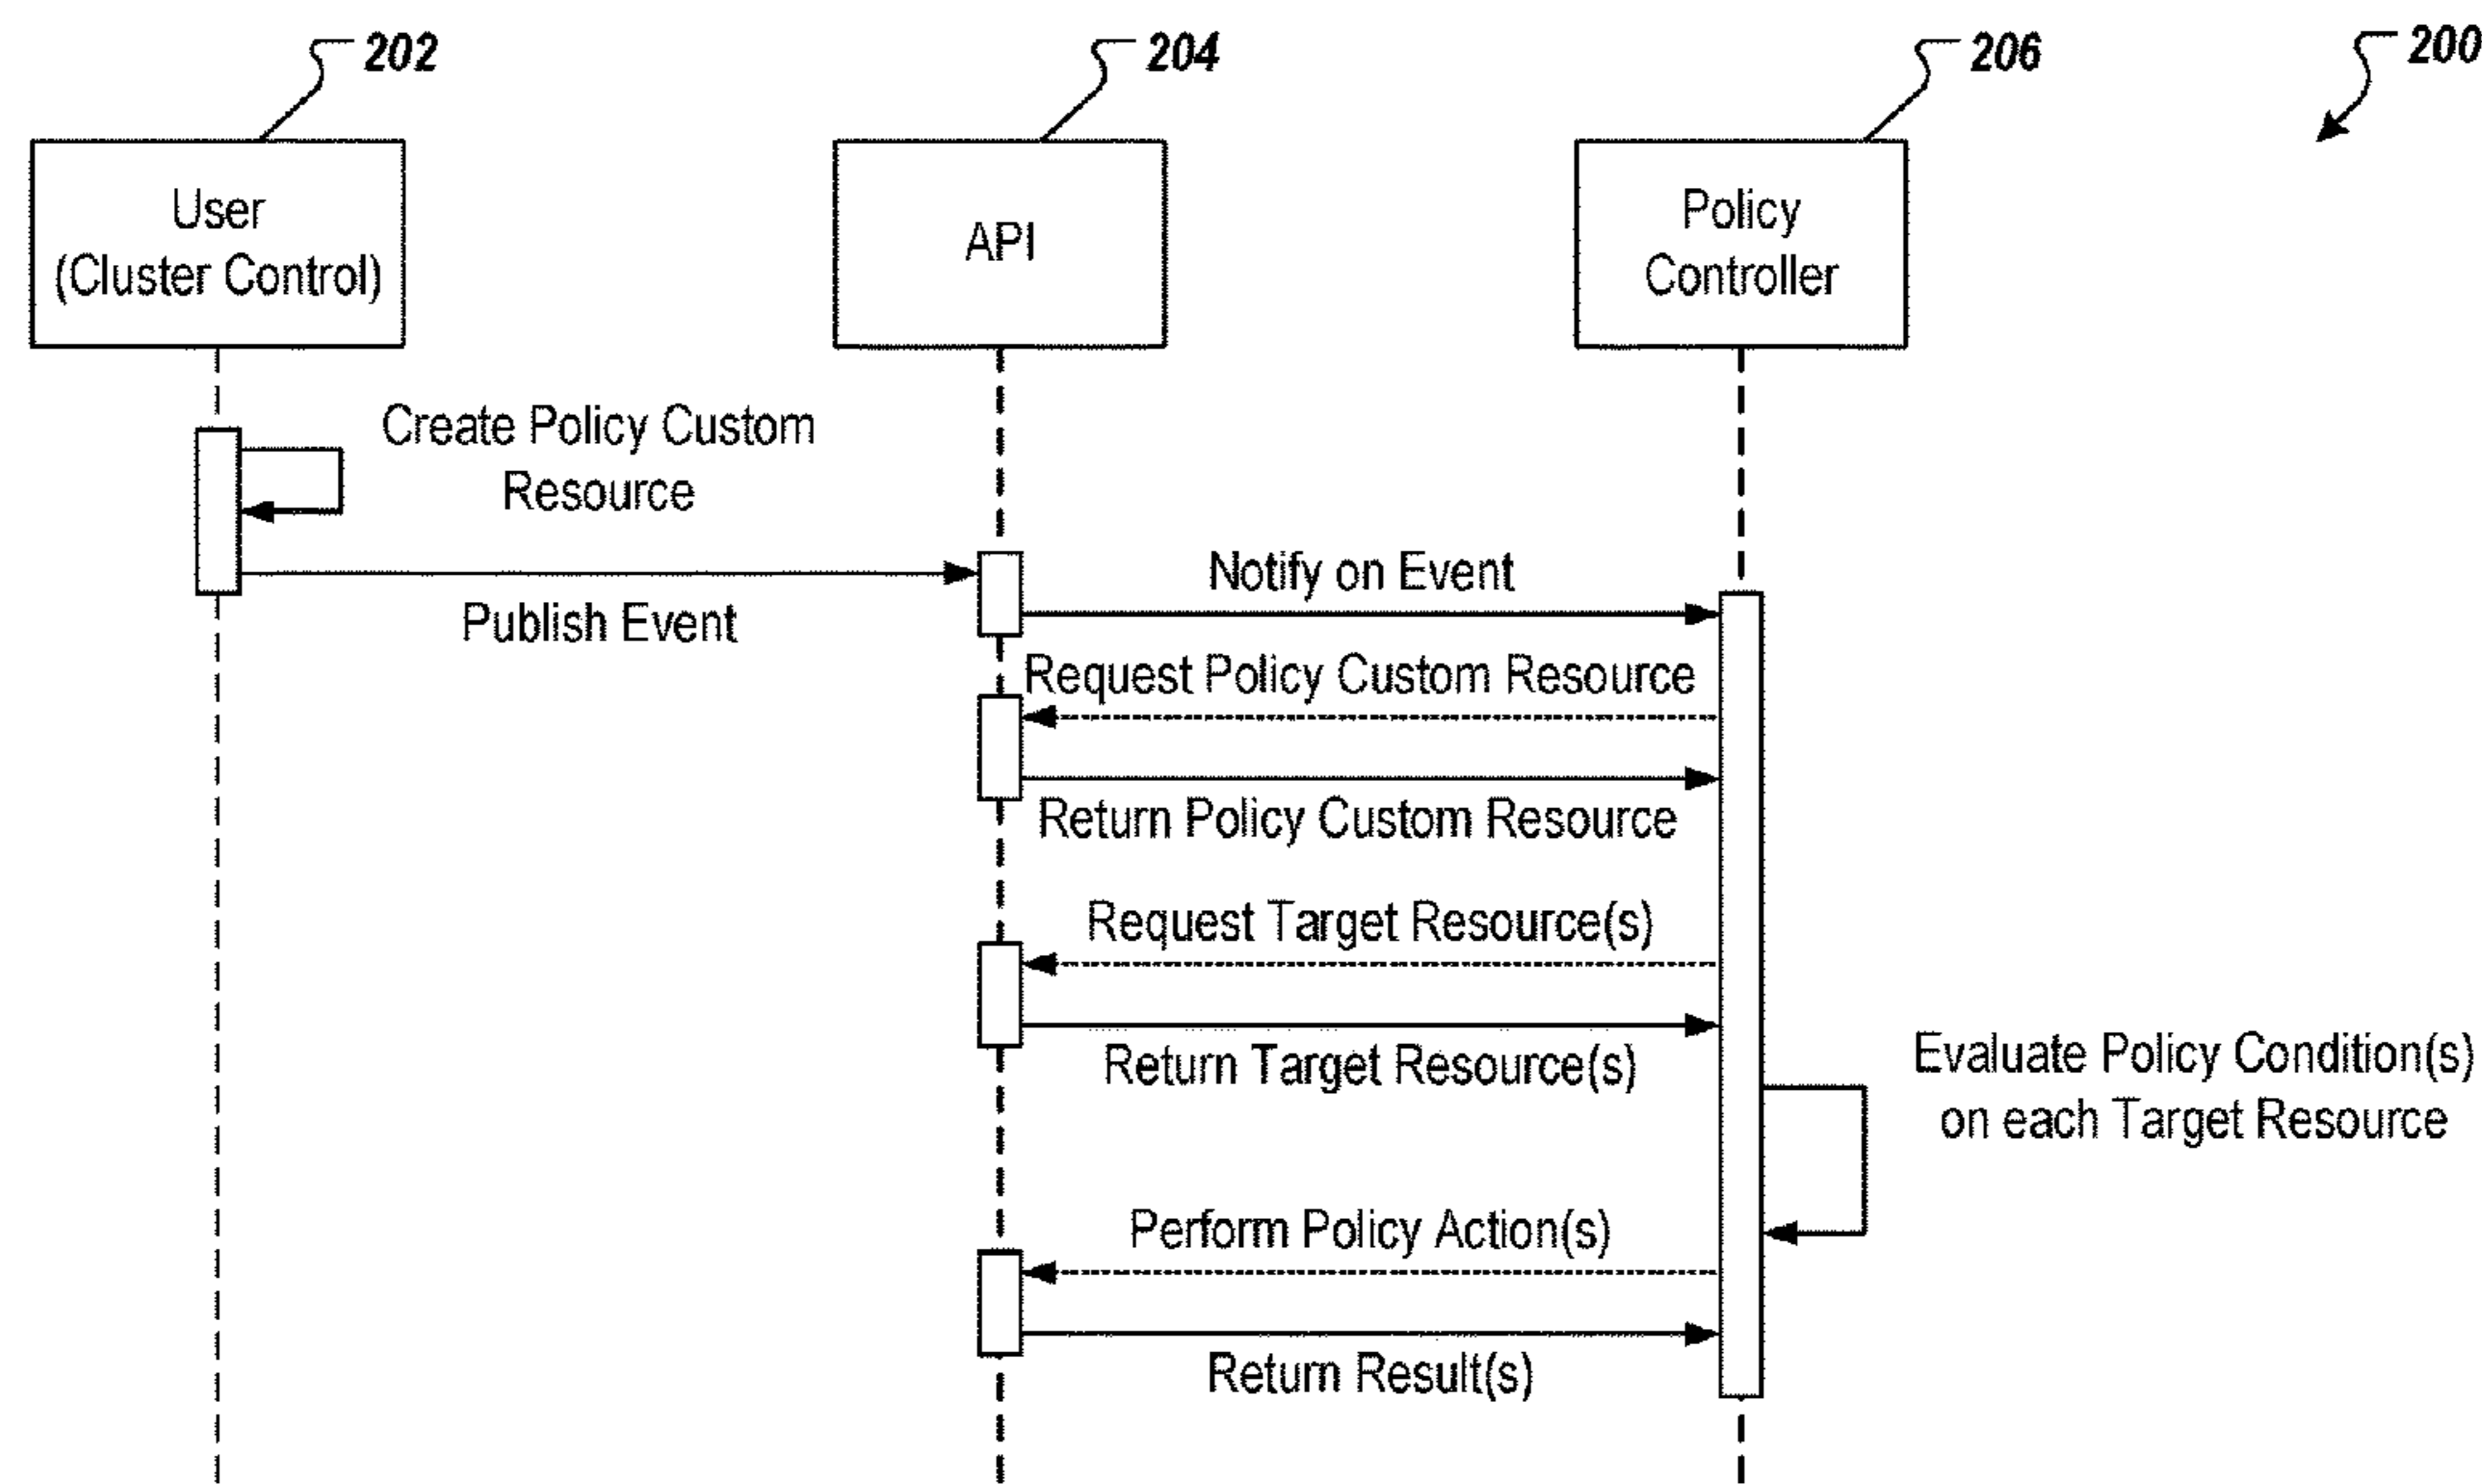 202
204
206
200
User
(Cluster Control)
API
Policy
Controller
Create Policy Custom
Resource
Publish Event
Notify on Event
Request Policy Custom Resource
Return Policy Custom Resource
Request Target Resource(s)
Return Target Resource(s)
Evaluate Policy Condition(s)
on each Target Resource
Perform Policy Action(s)
Return Result(s)